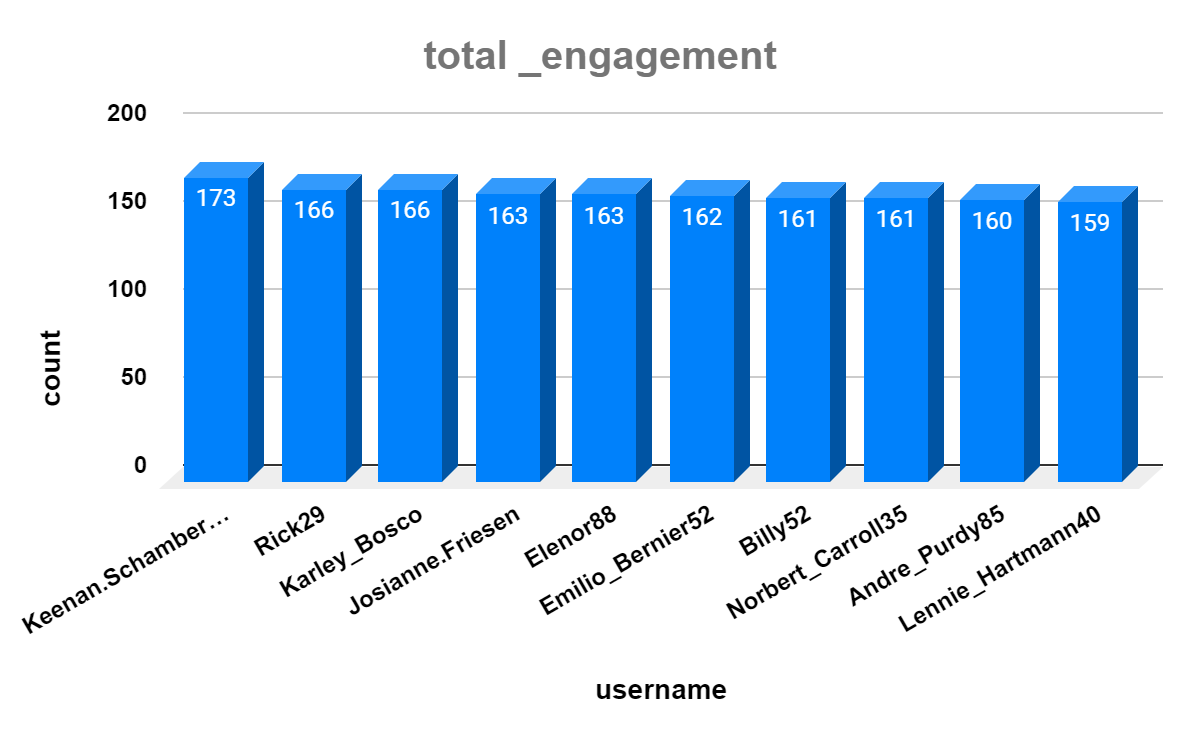 total _engagement
200
150
100
50
0
count
173
166
166
163
163
162
161
161
160
159
Keenan.Schamber…
Rick29
Karley_Bosco
Josianne.Friesen
Elenor88
Emilio_Bernier52
Billy52
Norbert_Carroll35
Andre_Purdy85
Lennie_Hartmann40
username